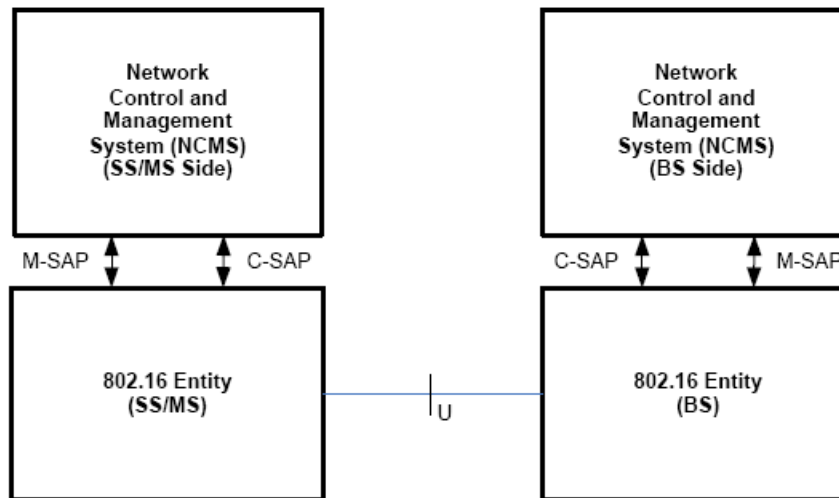 Network
Control and
Management
System (NCMS)
(SS/MS Side)
Network
Control and
Management
System (NCMS)
(BS Side)
M-SAP
C-SAP
C-SAP
M-SAP
802.16 Entity
(SS/MS)
U
802.16 Entity
(BS)